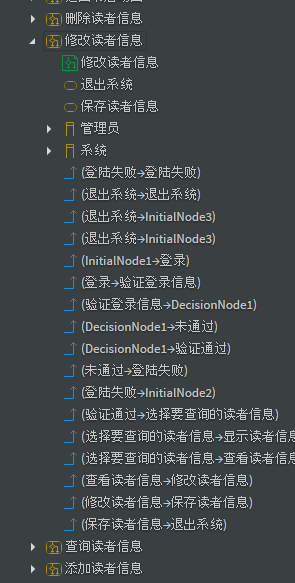 删除读者信息
修改读者信息
修改读者信息
退出系统
保存读者信息
管理员
系统
(登陆失败→登陆失败)
(退出系统→退出系统)
(退出系统→InitialNode3)
(退出系统→InitialNode3)
(InitialNode1→登录)
(登录→验证登录信息)
(验证登录信息→DecisionNode1)
(DecisionNode1→未通过)
(DecisionNode1→验证通过)
(未通过→登陆失败)
(登陆失败→InitialNode2)
(验证通过→选择要查询的读者信息)
(选择要查询的读者信息→显示读者信息
(选择要查询的读者信息→查看读者信息
(查看读者信息→修改读者信息)
(修改读者信息→保存读者信息)
(保存读者信息→退出系统)
查询读者信息
添加读者信息